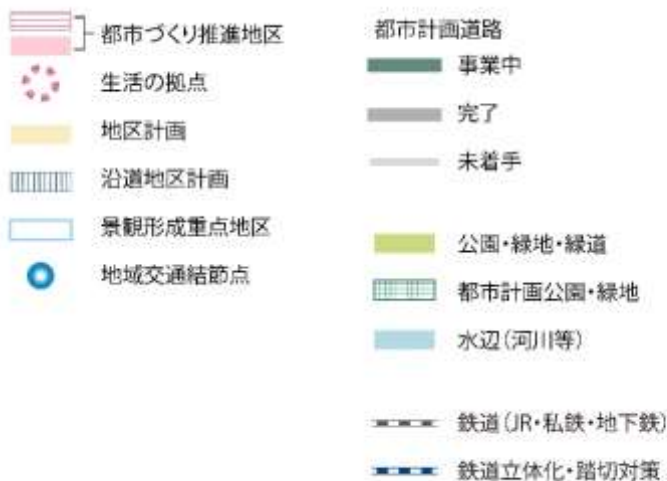 都市づくり推進地区
生活の拠点
地区計画
沿道地区計画
景観形成重点地区
地域交通結節点
都市計画道路
事業中
完了
未着手
公園・緑地・緑道
都市計画公園・緑地
水辺(河川等)
鉄道(JR・私鉄・地下鉄)
鉄道立体化・踏切対策